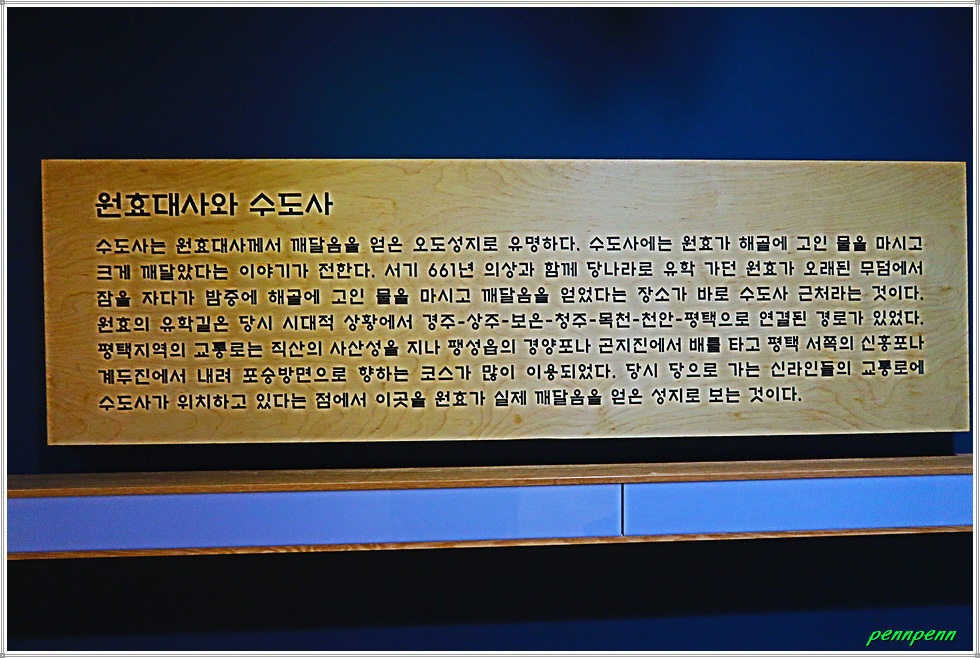 원효대사와 수도사
수도사는 원효대사께서 깨달음을 얻은 오도성지로 유명하다. 수도사에는 원효가 해골에 고인 물을 마시고
크게 깨달았다는 이야기가 전한다. 서기 661년 의상과 함께 당나라로 유학 가던 원효가 오래된 무덤에서
잠을 자다가 밤중에 해골에 고인 물을 마시고 깨달음을 얻었다는 장소가 바로 수도사 근처라는 것이다.
원효의 유학길은 당시 시대적 상황에서 경주-상주-보은-청주-목천-천안-평택으로 연결된 경로가 있었다.
평택지역의 교통로는 직산의 사산성을 지나 팽성읍의 경양포나 곤지진에서 배를 타고 평택 서쪽의 신흥포나
계두진에서 내려 포승방면으로 향하는 코스가 많이 이용되었다. 당시 당으로 가는 신라인들의 교통로에
수도사가 위치하고 있다는 점에서 이곳을 원효가 실제 깨달음을 얻은 성지로 보는 것이다.
pennpenn